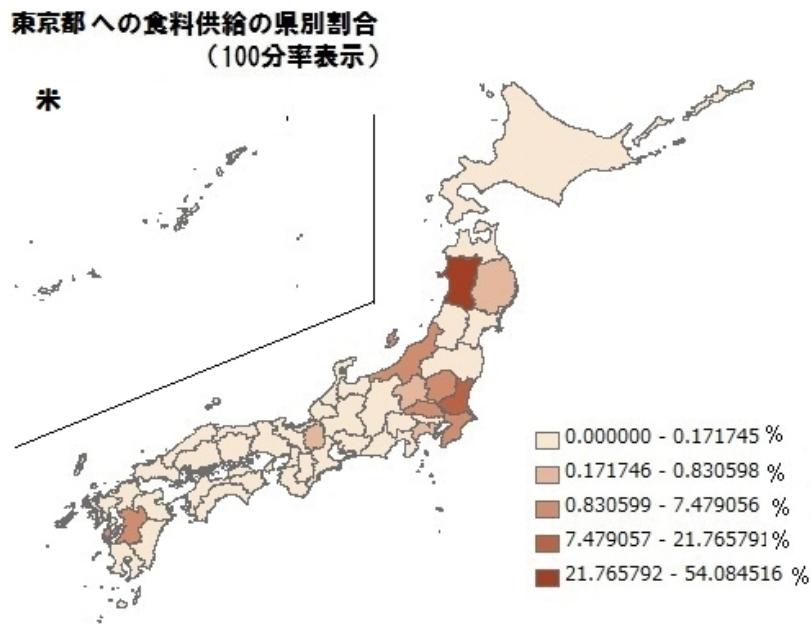 東京都 への食料供給の県別割合
（100分率表示）
米
0.000000 - 0.171745 %
0.171746 - 0.830598 %
0.830599 - 7.479056 %
7.479057 - 21.765791%
21.765792 - 54.084516 %